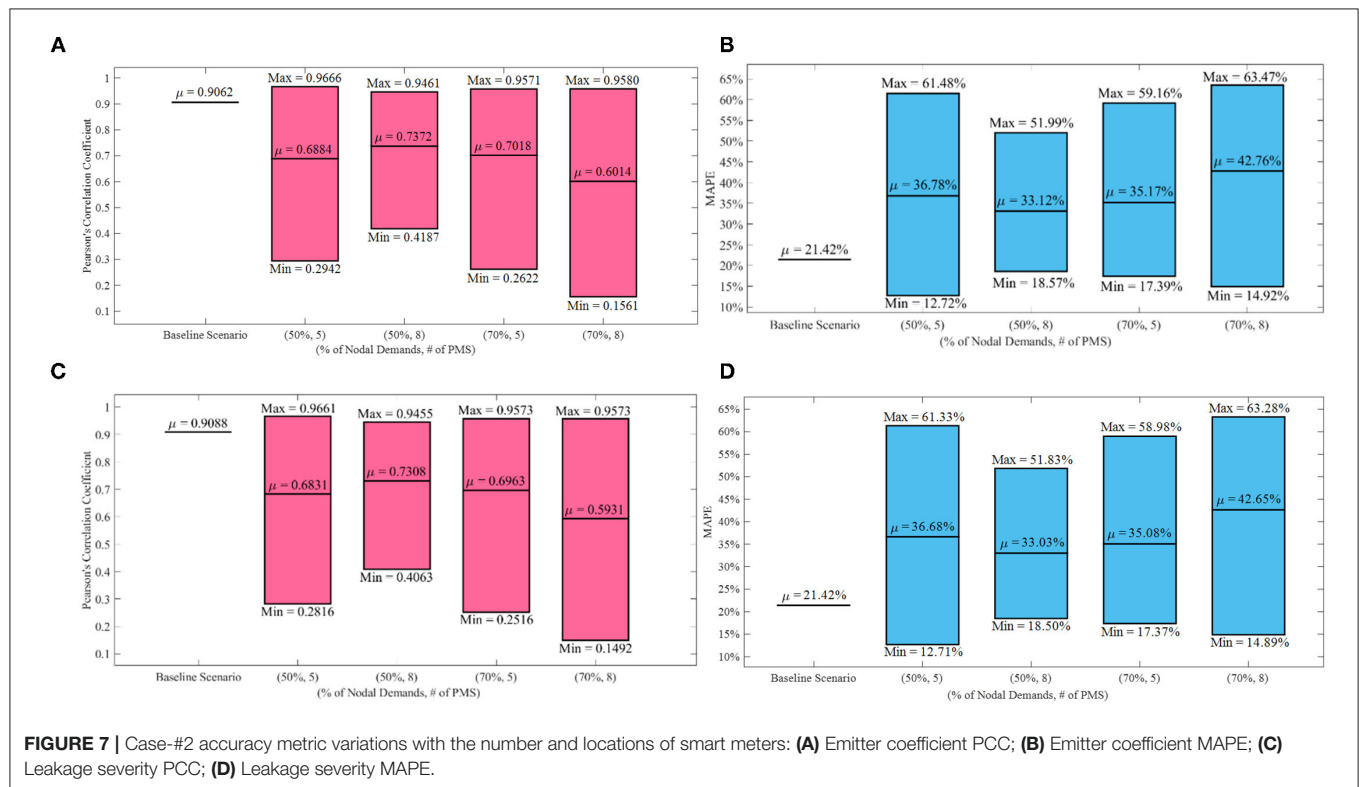 A
Pearson's Correlation Coefficient
1
0.9
0.8
0.7
0.6
0.5
0.4
0.3
0.2
0.1
μ = 0.9062
Max = 0.9666
μ = 0.6884
Min = 0.2942
Max = 0.9461
μ = 0.7372
Min = 0.4187
Max = 0.9571
μ = 0.7018
Min = 0.2622
Max = 0.9580
μ = 0.6014
Min = 0.1561
Baseline Scenario (50%, 5) (50%, 8) (70%, 5) (70%, 8)
(% of Nodal Demands, # of PMS)
B
MAPE
65%
60%
55%
50%
45%
40%
35%
30%
25%
20%
15%
10%
μ = 21.42%
Max = 61.48%
μ = 36.78%
Min = 12.72%
Max = 51.99%
μ = 33.12%
Min = 18.57%
Max = 59.16%
μ = 35.17%
Min = 17.39%
Max = 63.47%
μ = 42.76%
Min = 14.92%
Baseline Scenario (50%, 5) (50%, 8) (70%, 5) (70%, 8)
(% of Nodal Demands, # of PMS)
C
Pearson's Correlation Coefficient
1
0.9
0.8
0.7
0.6
0.5
0.4
0.3
0.2
0.1
μ = 0.9088
Max = 0.9661
μ = 0.6831
Min = 0.2816
Max = 0.9455
μ = 0.7308
Min = 0.4063
Max = 0.9573
μ = 0.6963
Min = 0.2516
Max = 0.9573
μ = 0.5931
Min = 0.1492
Baseline Scenario (50%, 5) (50%, 8) (70%, 5) (70%, 8)
(% of Nodal Demands, # of PMS)
D
MAPE
65%
60%
55%
50%
45%
40%
35%
30%
25%
20%
15%
10%
μ = 21.42%
Max = 61.33%
μ = 36.68%
Min = 12.71%
Max = 51.83%
μ = 33.03%
Min = 18.50%
Max = 58.98%
μ = 35.08%
Min = 17.37%
Max = 63.28%
μ = 42.65%
Min = 14.89%
Baseline Scenario (50%, 5) (50%, 8) (70%, 5) (70%, 8)
(% of Nodal Demands, # of PMS)
FIGURE 7 | Case-#2 accuracy metric variations with the number and locations of smart meters: (A) Emitter coefficient PCC; (B) Emitter coefficient MAPE; (C)
Leakage severity PCC; (D) Leakage severity MAPE.